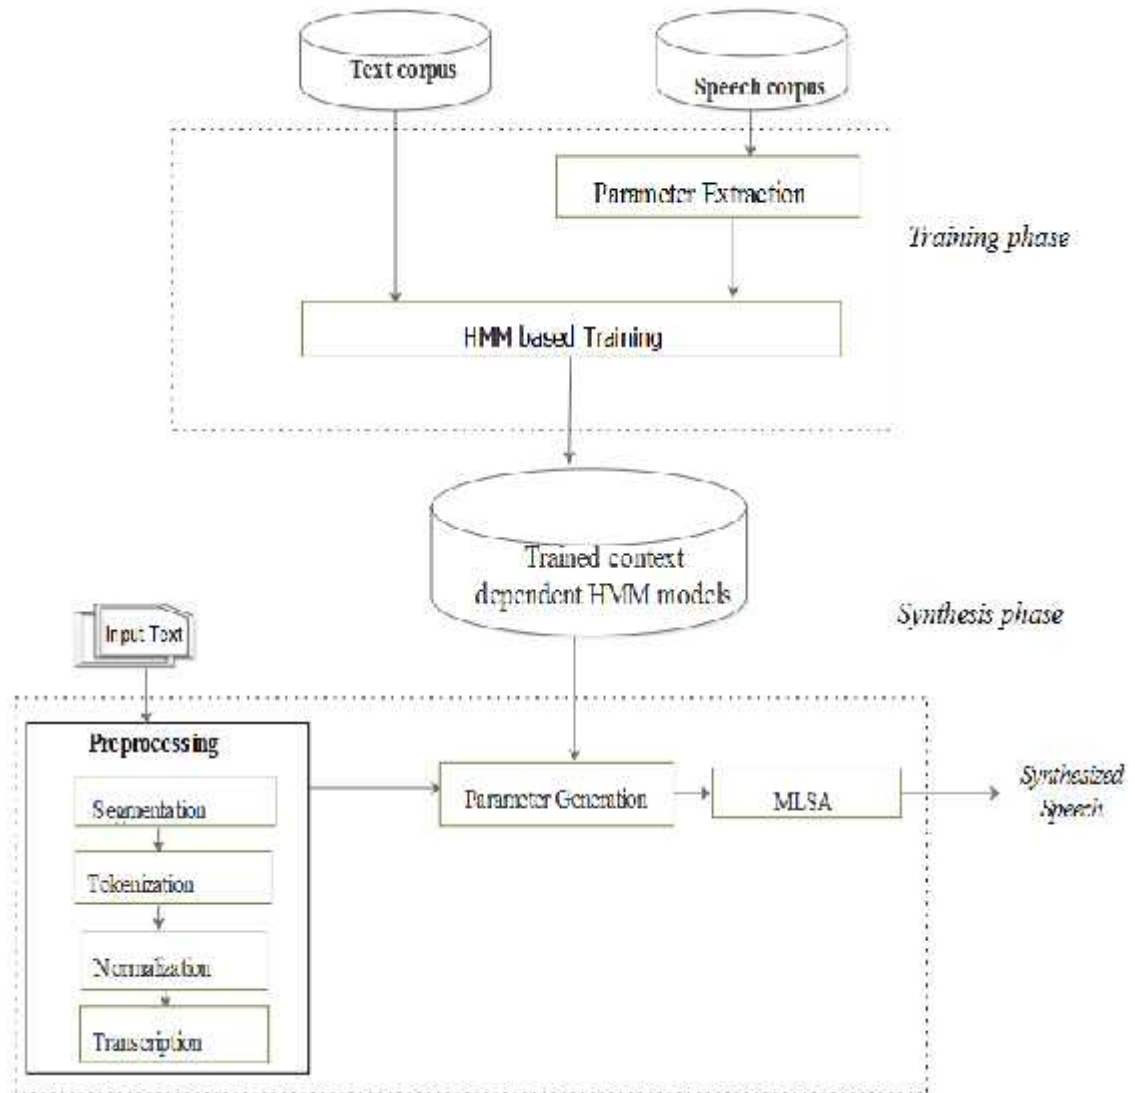 Text corpus
Speech corpus
Parameter Extraction
Training phase
HMM based Training
Trained context
dependent HMM models
Synthesis phase
Input Text
Preprocessing
Segmentation
Tokenization
Normalization
Transcription
Parameter Generation
MLSA
Synthesized
Speech